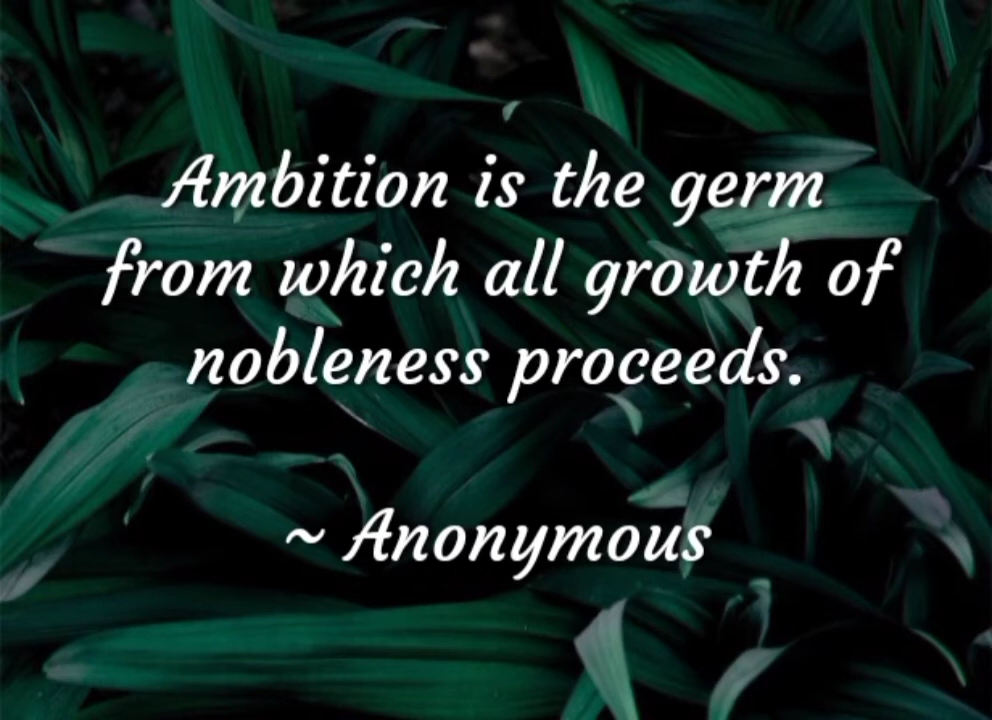 Ambition is the germ
from which all growth of
nobleness proceeds.
~ Anonymous